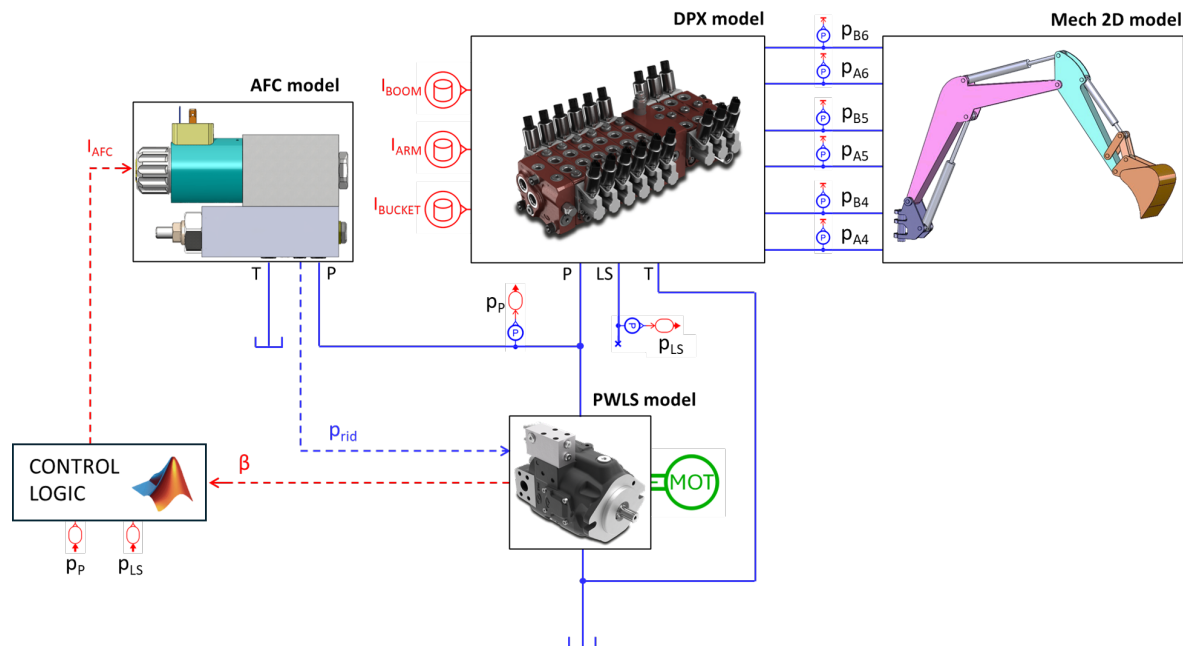 DPX model
Mech 2D model
AFC model
I_BOOM
I_ARM
I_BUCKET
I_AFC
p_B6
p_A6
p_B5
p_A5
p_B4
p_A4
P
P
P
P
P
P
T
P
P
LS
T
p_P
P
P
p_LS
PWLS model
p_rid
β
CONTROL
LOGIC
MOT
p_P
p_LS